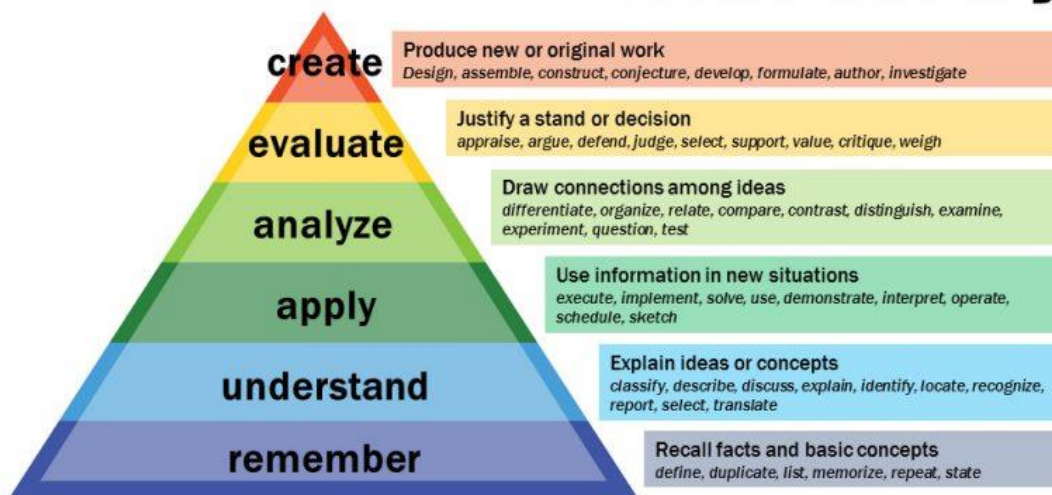 create
Produce new or original work
Design, assemble, construct, conjecture, develop, formulate, author, investigate
evaluate
Justify a stand or decision
appraise, argue, defend, judge, select, support, value, critique, weigh
analyze
Draw connections among ideas
differentiate, organize, relate, compare, contrast, distinguish, examine,
experiment, question, test
apply
Use information in new situations
execute, implement, solve, use, demonstrate, interpret, operate,
schedule, sketch
understand
Explain ideas or concepts
classify, describe, discuss, explain, identify, locate, recognize,
report, select, translate
remember
Recall facts and basic concepts
define, duplicate, list, memorize, repeat, state